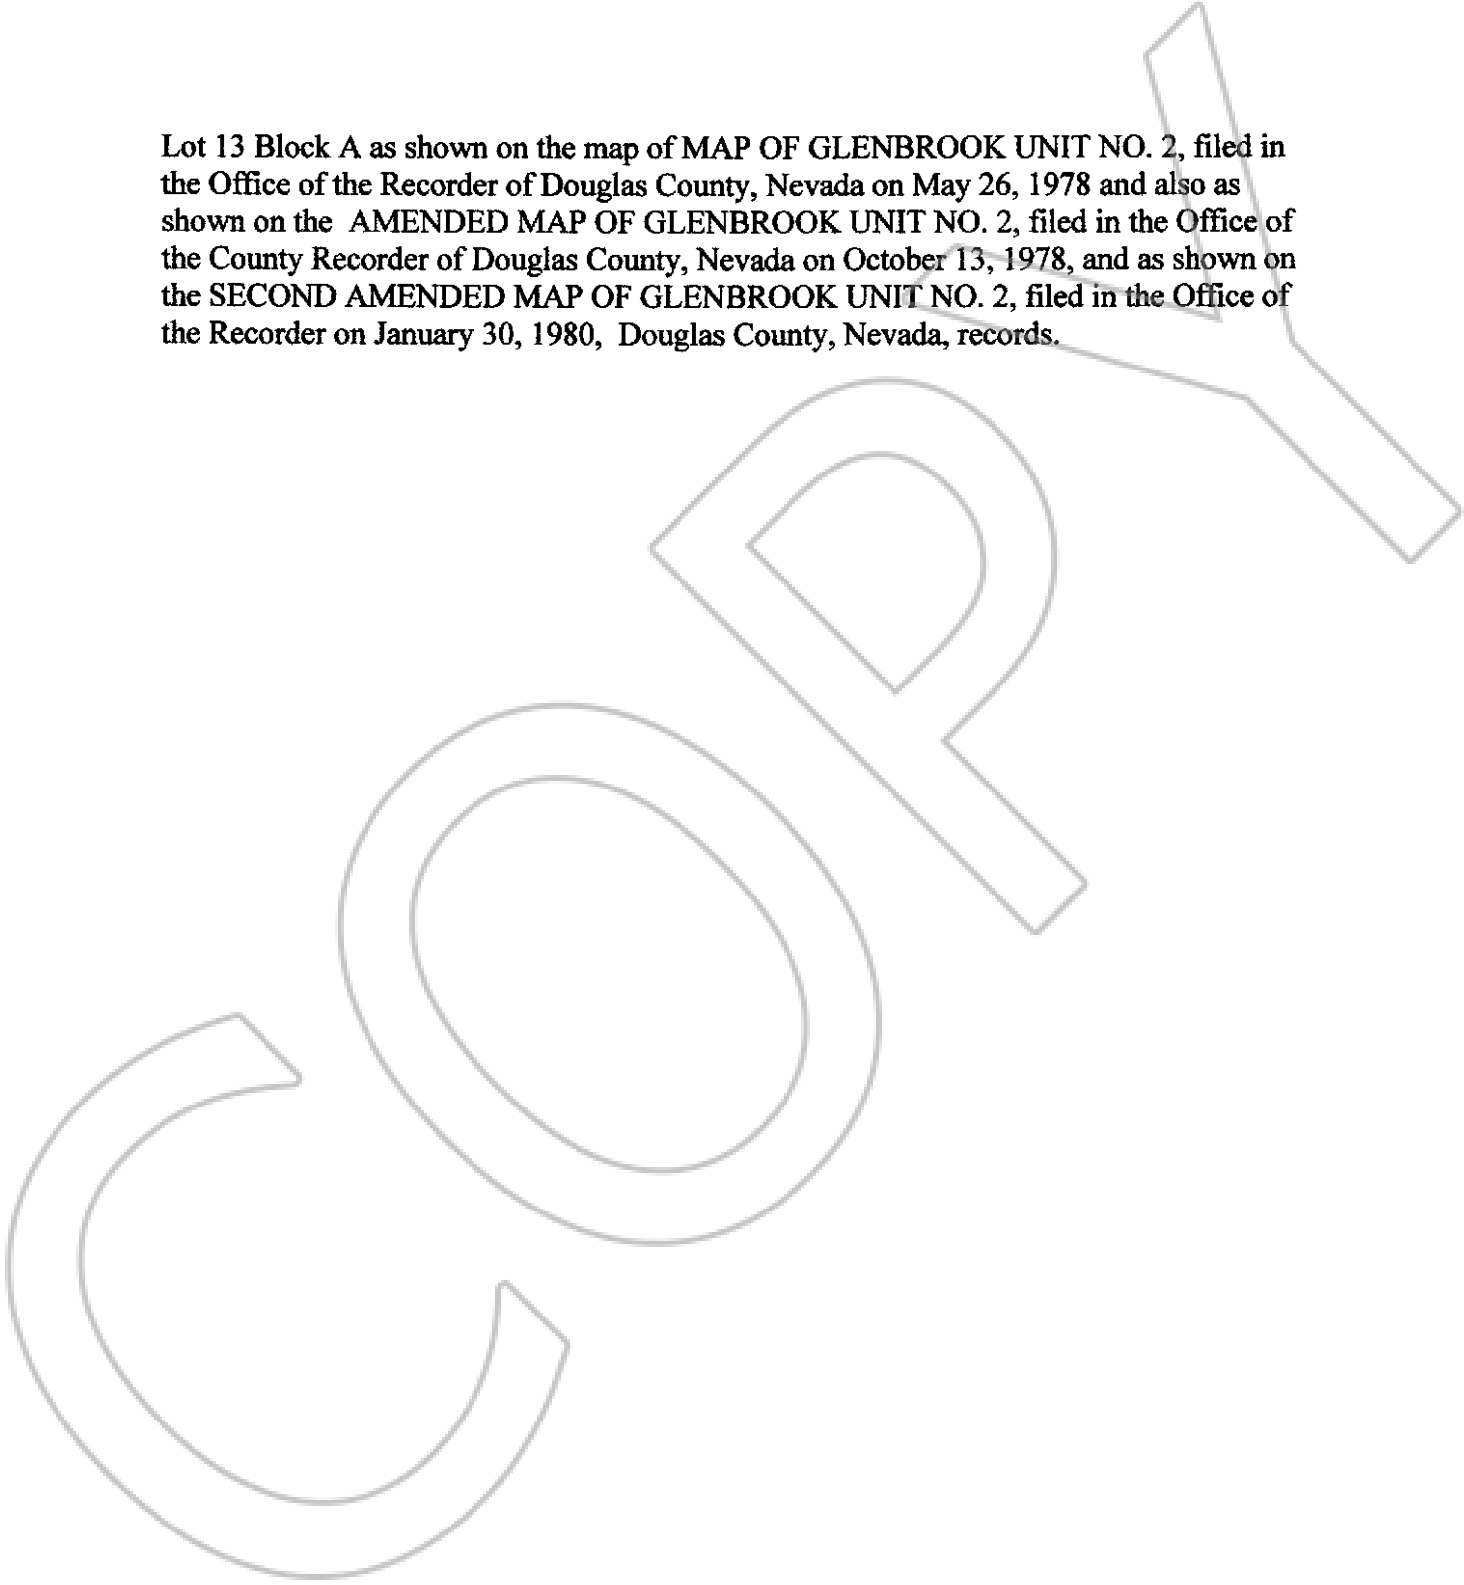 Lot 13 Block A as shown on the map of MAP OF GLENBROOK UNIT NO. 2, filed in
the Office of the Recorder of Douglas County, Nevada on May 26, 1978 and also as
shown on the  AMENDED MAP OF GLENBROOK UNIT NO. 2, filed in the Office of
the County Recorder of Douglas County, Nevada on October 13, 1978, and as shown on
the SECOND AMENDED MAP OF GLENBROOK UNIT NO. 2, filed in the Office of
the Recorder on January 30, 1980,  Douglas County, Nevada, records.
COPY